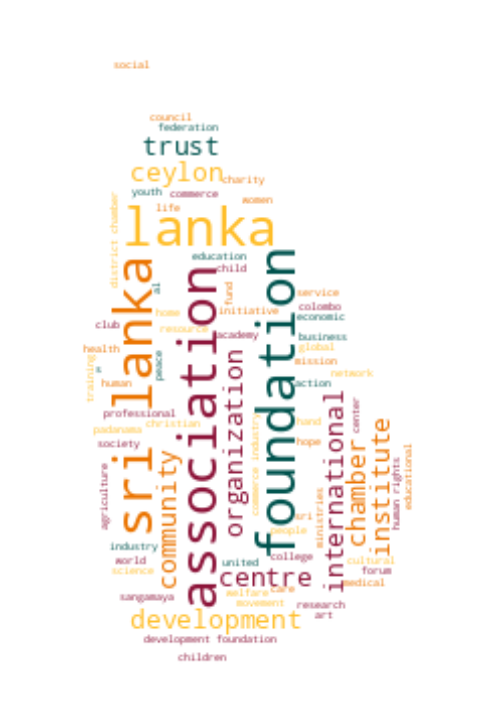 social
council
federation
trust
ceylon
charity
youth
commerce
women
life
district chamber
lanka
education
child
sri lanka
association
foundation
al
fund
service
home
initiative
colombo
economic
club
resource
academy
business
health
global
peace
mission
training
s
human
network
action
organization
international
professional
padanama
christian
hand
center
society
hope
commerce industry
community
chamber
institute
agriculture
human rights
educational
ministries
sri
people
industry
world
science
united
college
cultural
forum
centre
medical
sangamaya
welfare
care
movement
research
art
development
development foundation
children